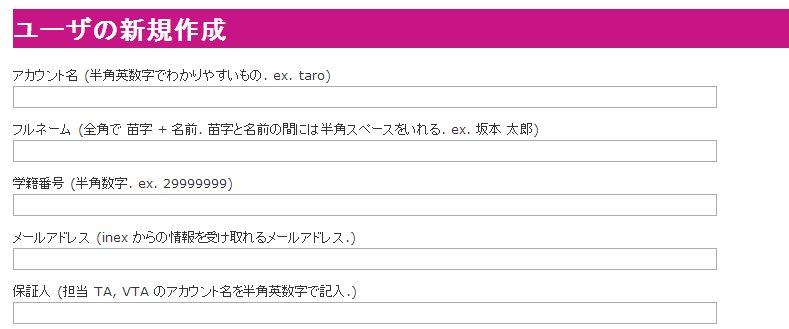 ユーザの新規作成
アカウント名 (半角英数字でわかりやすいもの. ex. taro)
フルネーム (全角で 苗字 + 名前. 苗字と名前の間には半角スペースをいれる. ex. 坂本 太郎)
学籍番号 (半角数字. ex. 29999999)
メールアドレス (inex からの情報を受け取れるメールアドレス.)
保証人 (担当 TA, VTA のアカウント名を半角英数字で記入.)